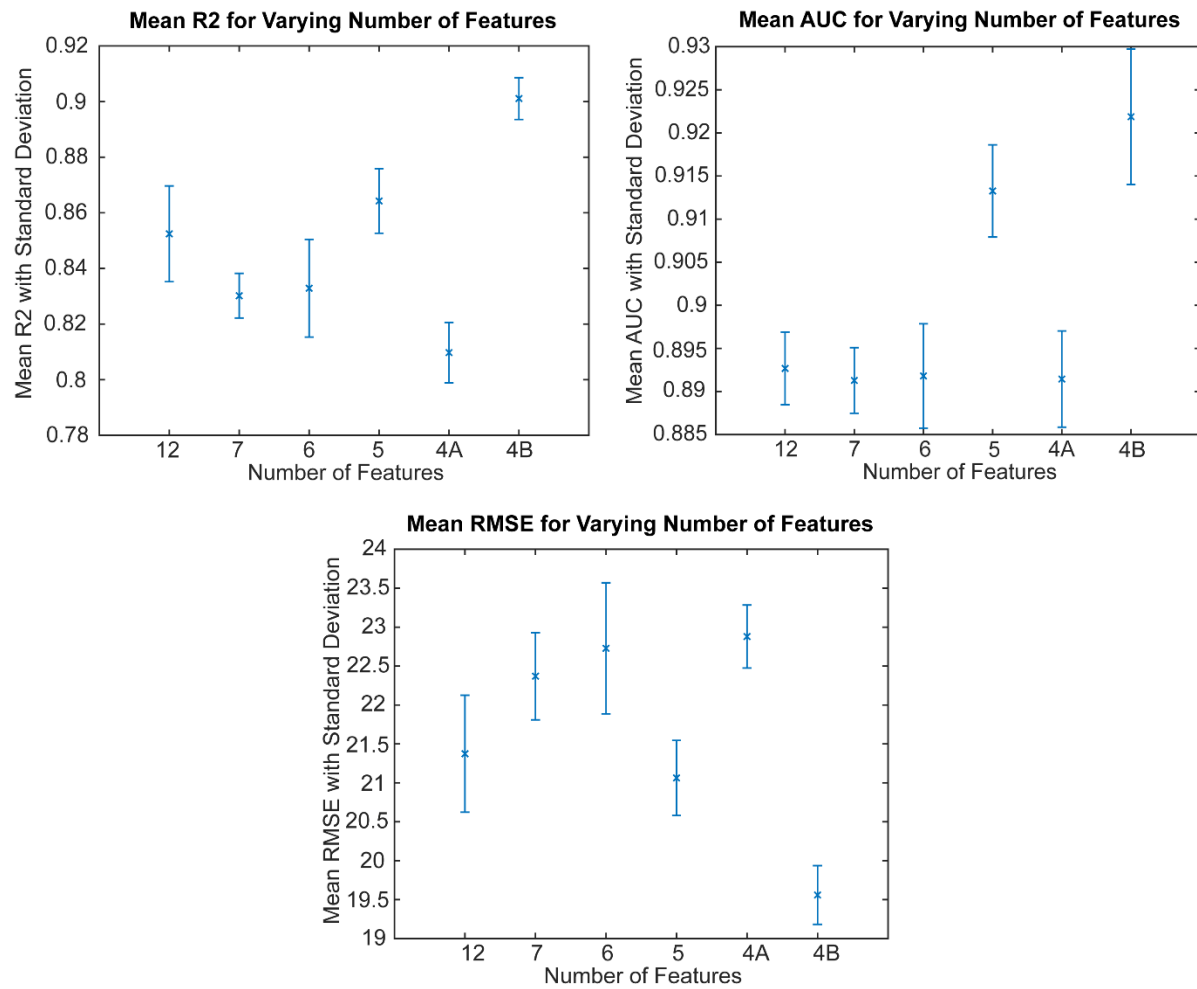 Mean R2 for Varying Number of Features
Mean R2 with Standard Deviation
0.92
0.9
0.88
0.86
0.84
0.82
0.8
0.78
12 7 6 5 4A 4B
Number of Features
Mean AUC for Varying Number of Features
Mean AUC with Standard Deviation
0.93
0.925
0.92
0.915
0.91
0.905
0.9
0.895
0.89
0.885
12 7 6 5 4A 4B
Number of Features
Mean RMSE for Varying Number of Features
Mean RMSE with Standard Deviation
24
23.5
23
22.5
22
21.5
21
20.5
20
19.5
19
12 7 6 5 4A 4B
Number of Features